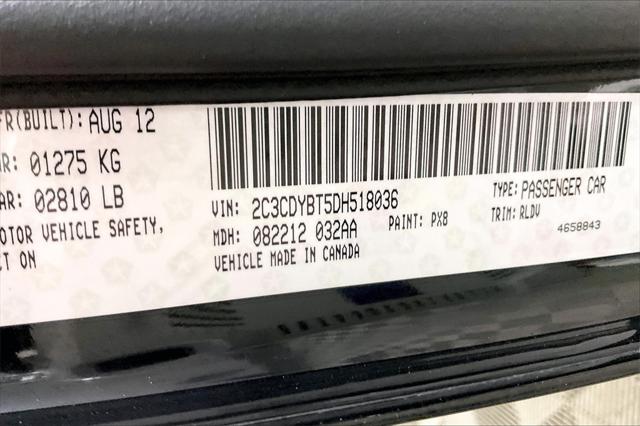 FR(BUILT): AUG 12
R: 01275 KG
AR: 02810 LB
OTOR VEHICLE SAFETY,
CT ON
VIN: 2C3CDYBT5DH518036
TYPE: PASSENGER CAR
MDH: 082212 032AA
PAINT: PX8
TRIM: RLDV
VEHICLE MADE IN CANADA
4658843